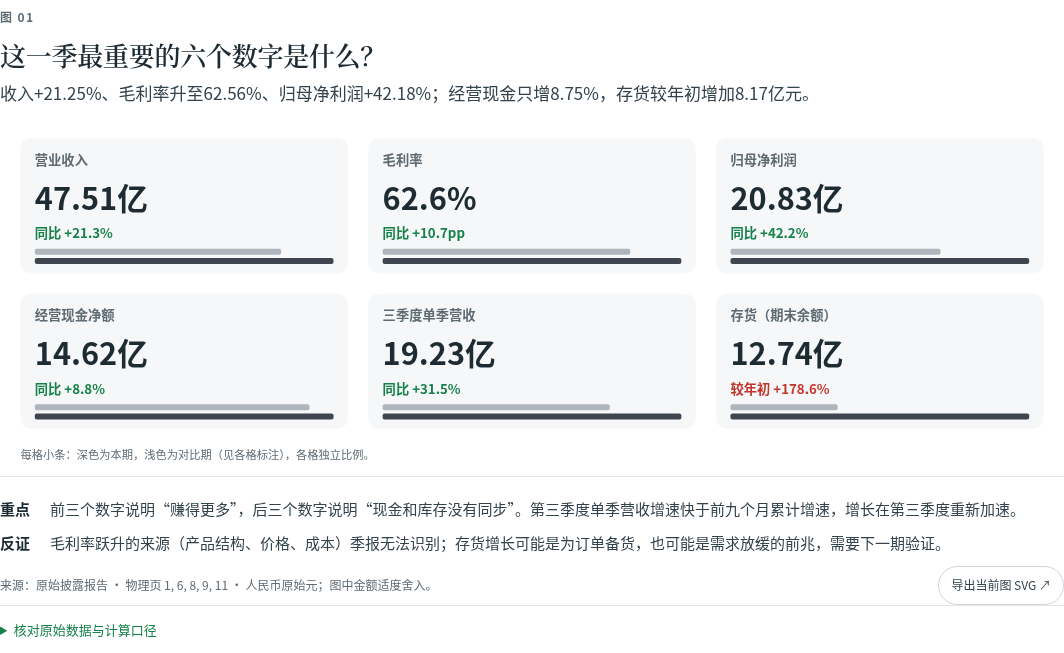 图 01
这一季最重要的六个数字是什么？
收入+21.25%、毛利率升至62.56%、归母净利润+42.18%；经营现金只增8.75%，存货较年初增加8.17亿元。
营业收入
47.51亿
同比 +21.3%
毛利率
62.6%
同比 +10.7pp
归母净利润
20.83亿
同比 +42.2%
经营现金净额
14.62亿
同比 +8.8%
三季度单季营收
19.23亿
同比 +31.5%
存货（期末余额）
12.74亿
较年初 +178.6%
每格小条：深色为本期，浅色为对比期（见各格标注），各格独立比例。
重点 前三个数字说明“赚得更多”，后三个数字说明“现金和库存没有同步”。第三季度单季营收增速快于前九个月累计增速，增长在第三季度重新加速。
反证 毛利率跃升的来源（产品结构、价格、成本）季报无法识别；存货增长可能是为订单备货，也可能是需求放缓的前兆，需要下一期验证。
来源：原始披露报告 · 物理页 1, 6, 8, 9, 11 · 人民币原始元；图中金额适度舍入。
导出当前图 SVG ↗
▶ 核对原始数据与计算口径